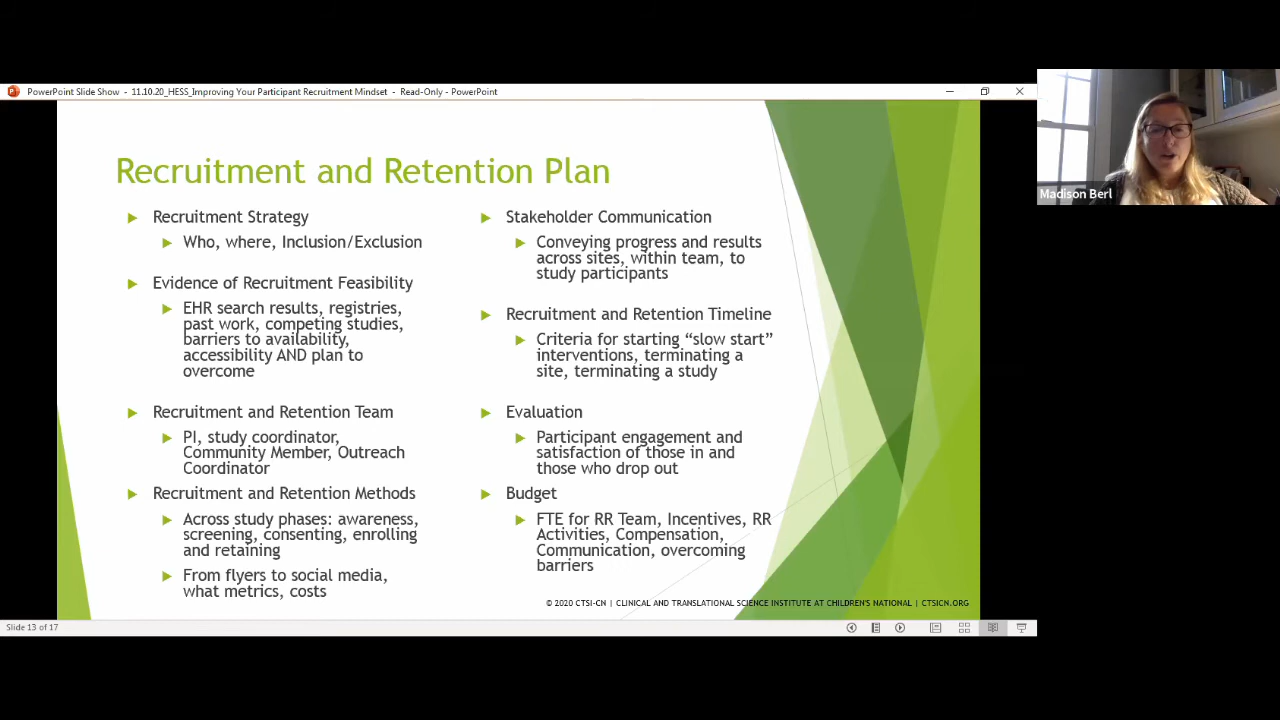 PowerPoint Slide Show - 11.10.20_HESS_Improving Your Participant Recruitment Mindset - Read-Only - PowerPoint
Madison Berl
Recruitment and Retention Plan
Recruitment Strategy
Who, where, Inclusion/Exclusion
Evidence of Recruitment Feasibility
EHR search results, registries,
past work, competing studies,
barriers to availability,
accessibility AND plan to
overcome
Recruitment and Retention Team
PI, study coordinator,
Community Member, Outreach
Coordinator
Recruitment and Retention Methods
Across study phases: awareness,
screening, consenting, enrolling
and retaining
From flyers to social media,
what metrics, costs
Stakeholder Communication
Conveying progress and results
across sites, within team, to
study participants
Recruitment and Retention Timeline
Criteria for starting “slow start”
interventions, terminating a
site, terminating a study
Evaluation
Participant engagement and
satisfaction of those in and
those who drop out
Budget
FTE for RR Team, Incentives, RR
Activities, Compensation,
Communication, overcoming
barriers
© 2020 CTSI-CN | CLINICAL AND TRANSLATIONAL SCIENCE INSTITUTE AT CHILDREN'S NATIONAL | CTSICN.ORG
Slide 13 of 17